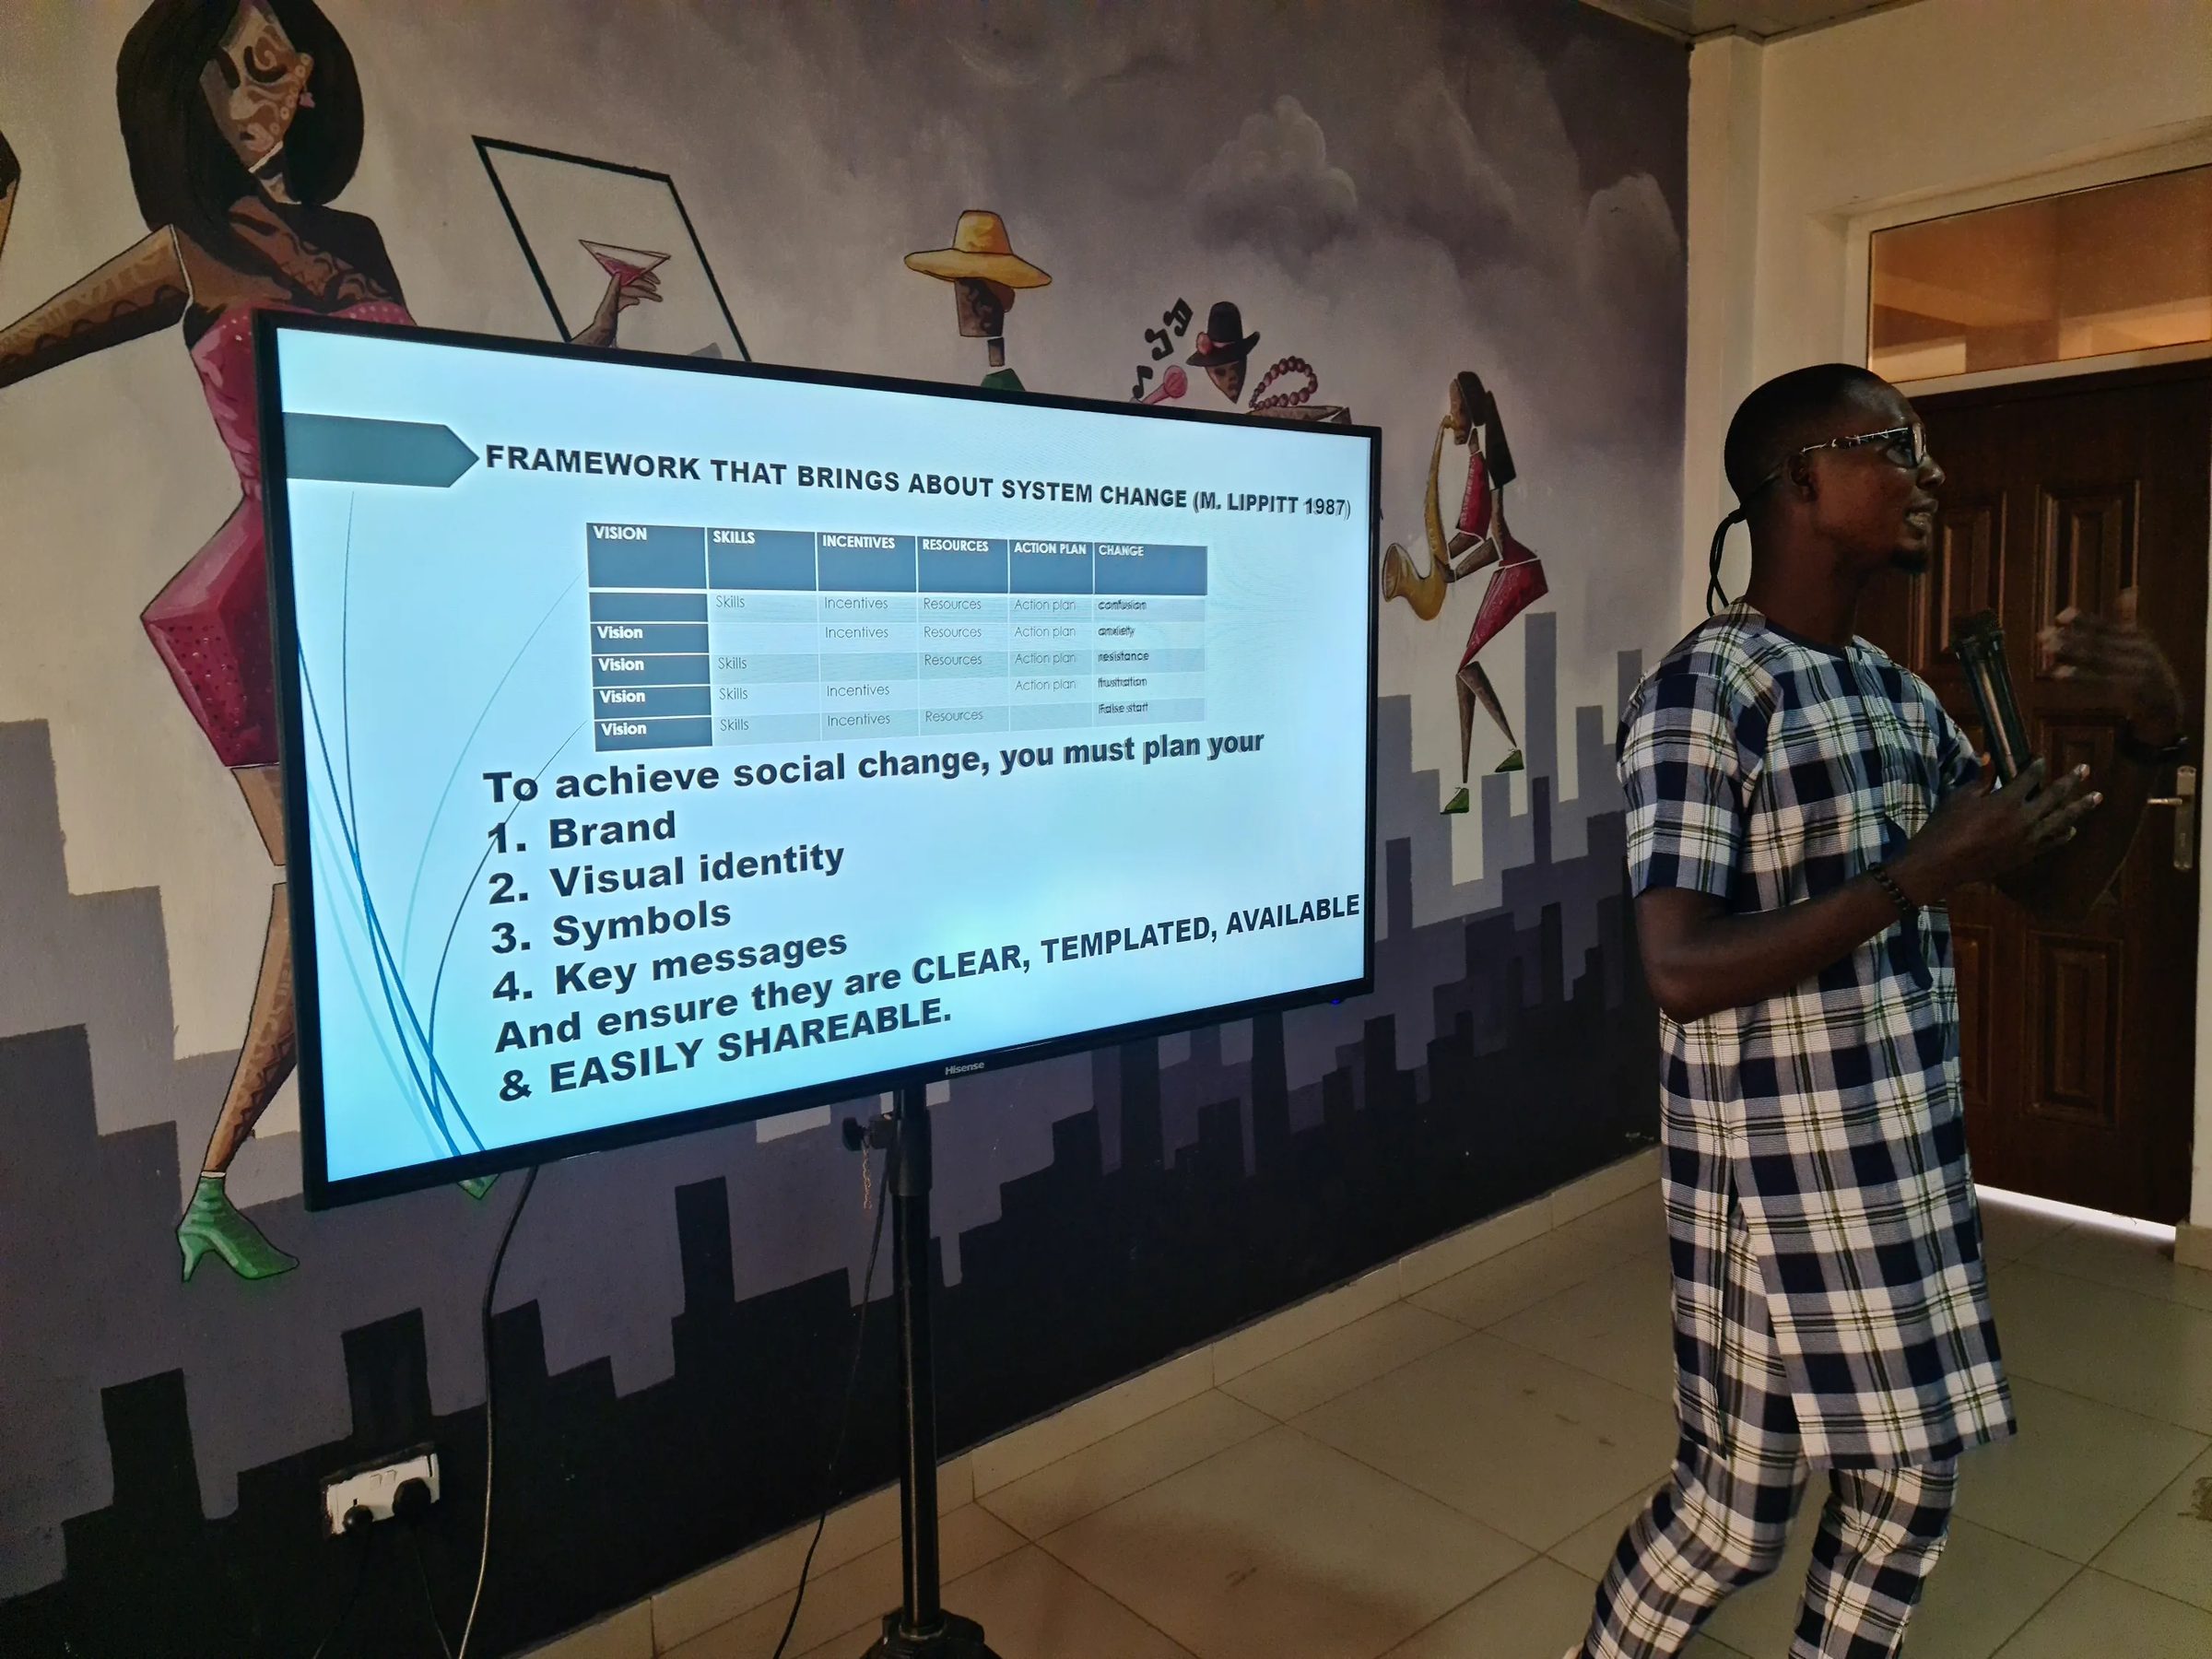 FRAMEWORK THAT BRINGS ABOUT SYSTEM CHANGE (M. LIPPITT 1987)
VISION SKILLS INCENTIVES RESOURCES ACTION PLAN CHANGE
Skills Incentives Resources Action plan confusion
Vision Incentives Resources Action plan anxiety
Vision Skills Resources Action plan resistance
Vision Skills Incentives Action plan frustration
Vision Skills Incentives Resources False start
To achieve social change, you must plan your
1. Brand
2. Visual identity
3. Symbols
4. Key messages
And ensure they are CLEAR, TEMPLATED, AVAILABLE
& EASILY SHAREABLE.
Hisense